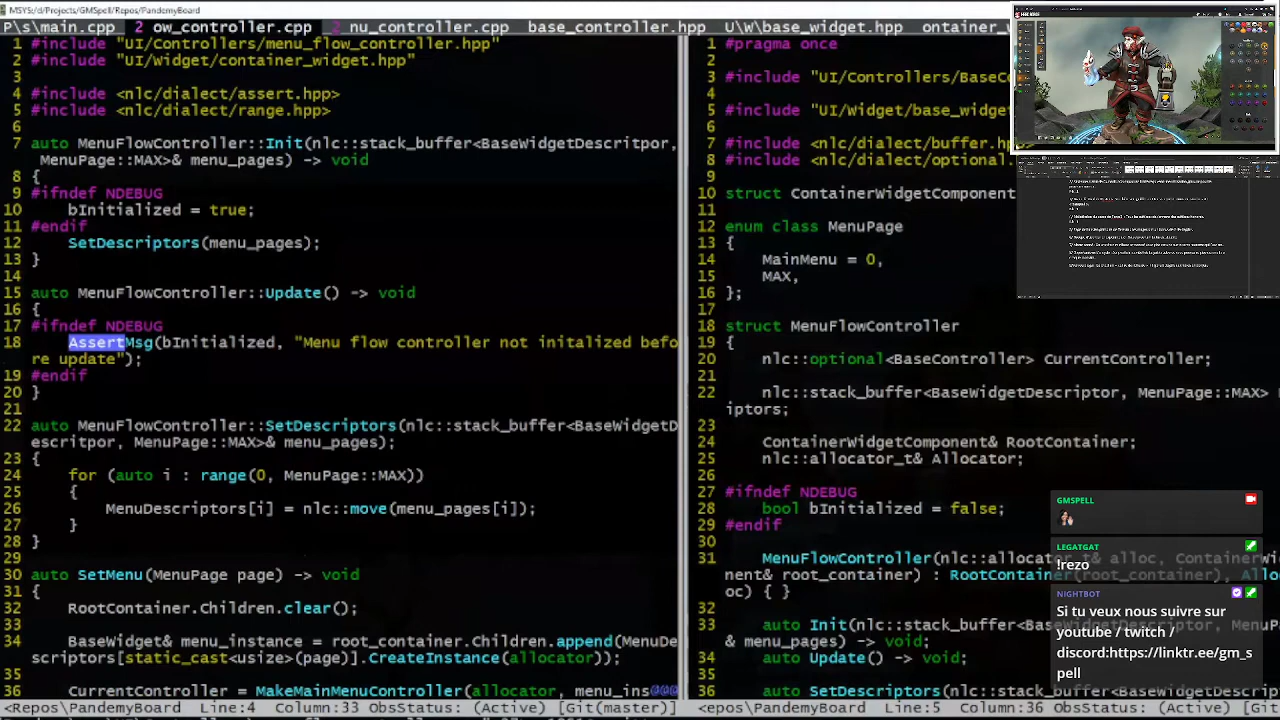 MSYS:/d/Projects/GMSpell/Repos/PandemyBoard
P\s\main.cpp 2 ow_controller.cpp 2 nu_controller.cpp base_controller.hpp U\W\base_widget.hpp ontainer_w
1 #include "UI/Controllers/menu_flow_controller.hpp"
2 #include "UI/Widget/container_widget.hpp"
3
4 #include <nlc/dialect/assert.hpp>
5 #include <nlc/dialect/range.hpp>
6
7 auto MenuFlowController::Init(nlc::stack_buffer<BaseWidgetDescritpor,
MenuPage::MAX>& menu_pages) -> void
8 {
9 #ifndef NDEBUG
10 bInitialized = true;
11 #endif
12 SetDescriptors(menu_pages);
13 }
14
15 auto MenuFlowController::Update() -> void
16 {
17 #ifndef NDEBUG
18 AssertMsg(bInitialized, "Menu flow controller not initalized befo
re update");
19 #endif
20 }
21
22 auto MenuFlowController::SetDescriptors(nlc::stack_buffer<BaseWidgetD
escritpor, MenuPage::MAX>& menu_pages);
23 {
24 for (auto i : range(0, MenuPage::MAX))
25 {
26 MenuDescriptors[i] = nlc::move(menu_pages[i]);
27 }
28 }
29
30 auto SetMenu(MenuPage page) -> void
31 {
32 RootContainer.Children.clear();
33
34 BaseWidget& menu_instance = root_container.Children.append(MenuDe
scriptors[static_cast<usize>(page)].CreateInstance(allocator));
35
36 CurrentController = MakeMainMenuController(allocator, menu_ins@@@
<Repos\PandemyBoard Line:4 Column:33 ObsStatus: (Active) [Git(master)]
1 #pragma once
2
3 #include "UI/Controllers/BaseCo
4
5 #include "UI/Widget/base_widget
6
7 #include <nlc/dialect/buffer.hp
8 #include <nlc/dialect/optional.
9
10 struct ContainerWidgetComponent
11
12 enum class MenuPage
13 {
14 MainMenu = 0,
15 MAX,
16 };
17
18 struct MenuFlowController
19 {
20 nlc::optional<BaseController> CurrentController;
21
22 nlc::stack_buffer<BaseWidgetDescriptor, MenuPage::MAX>
iptors;
23
24 ContainerWidgetComponent& RootContainer;
25 nlc::allocator_t& Allocator;
26
27 #ifndef NDEBUG
28 bool bInitialized = false;
29 #endif
30
31 MenuFlowController(nlc::allocator_t& alloc, Container
nent& root_container) : RootContainer(root_container), Allo
oc) { }
32
33 auto Init(nlc::stack_buffer<BaseWidgetDescriptor, MenuP
& menu_pages) -> void;
34 auto Update() -> void;
35
36 auto SetDescriptors(nlc::stack_buffer<BaseWidgetDescrip
<epos\PandemyBoard Line:5 Column:36 ObsStatus: (Active) [Git
GMSPELL
LEGATGAT
!rezo
NIGHTBOT
Si tu veux nous suivre sur
youtube / twitch /
discord:https://linktr.ee/gm_s
pell